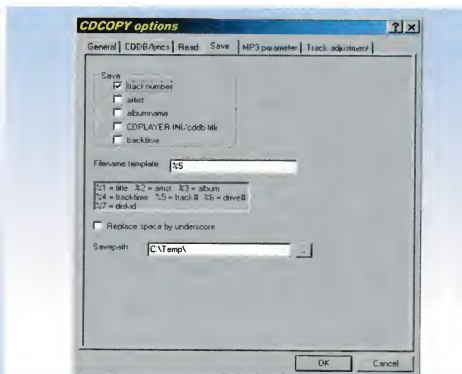 CDCOPY options
General CDDB/lyrics Read Save MP3 parameter Track adjustment
Save
track number
artist
albumname
CDPLAYER.INI/cddb title
tracktime
Filename template %5
%1 = title %2 = artist %3 = album
%4 = tracktime %5 = track# %6 = drive#
%7 = diskid
Replace space by underscore
Savepath C:\Temp\ ...
OK Cancel